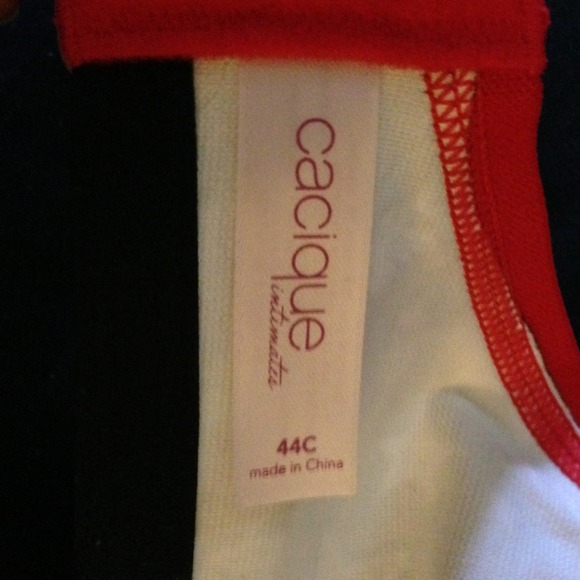 cacique
intimates
44C
made in China